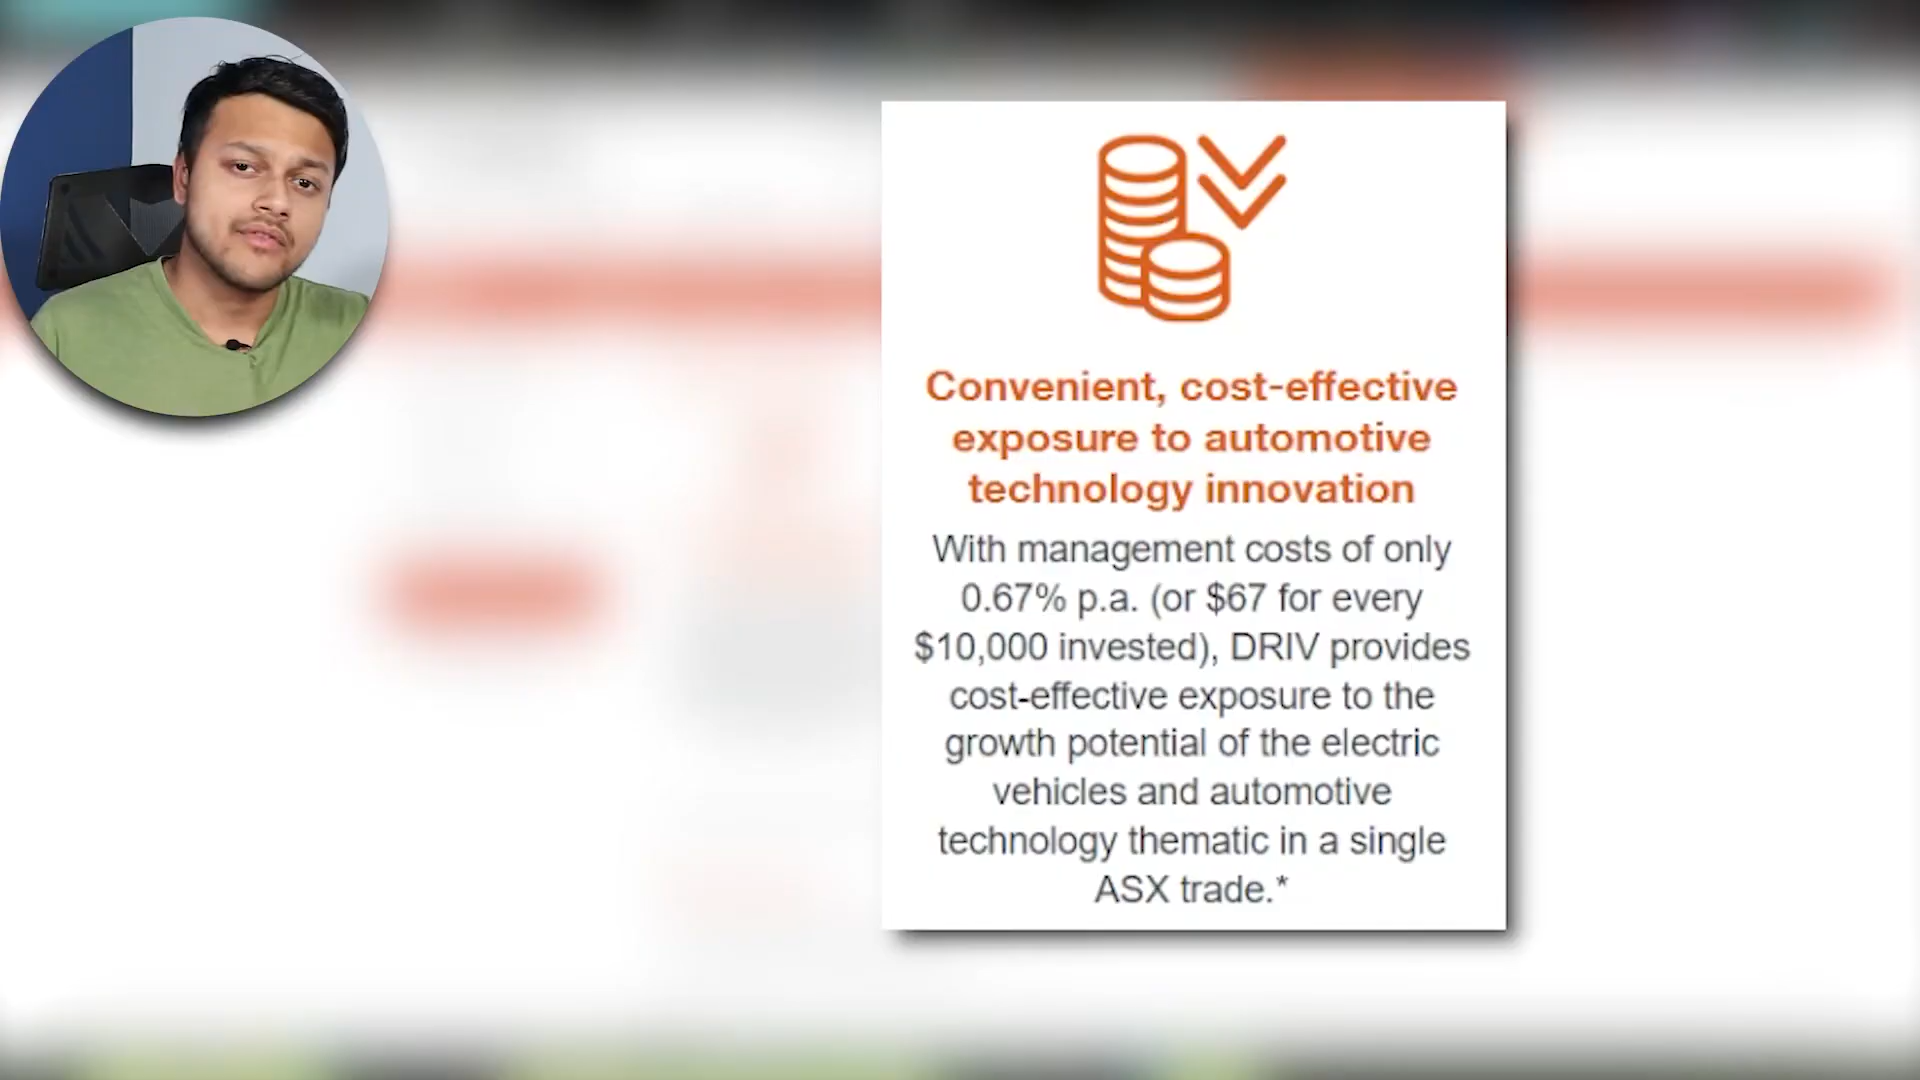 Convenient, cost-effective
exposure to automotive
technology innovation
With management costs of only
0.67% p.a. (or $67 for every
$10,000 invested), DRIV provides
cost-effective exposure to the
growth potential of the electric
vehicles and automotive
technology thematic in a single
ASX trade.*